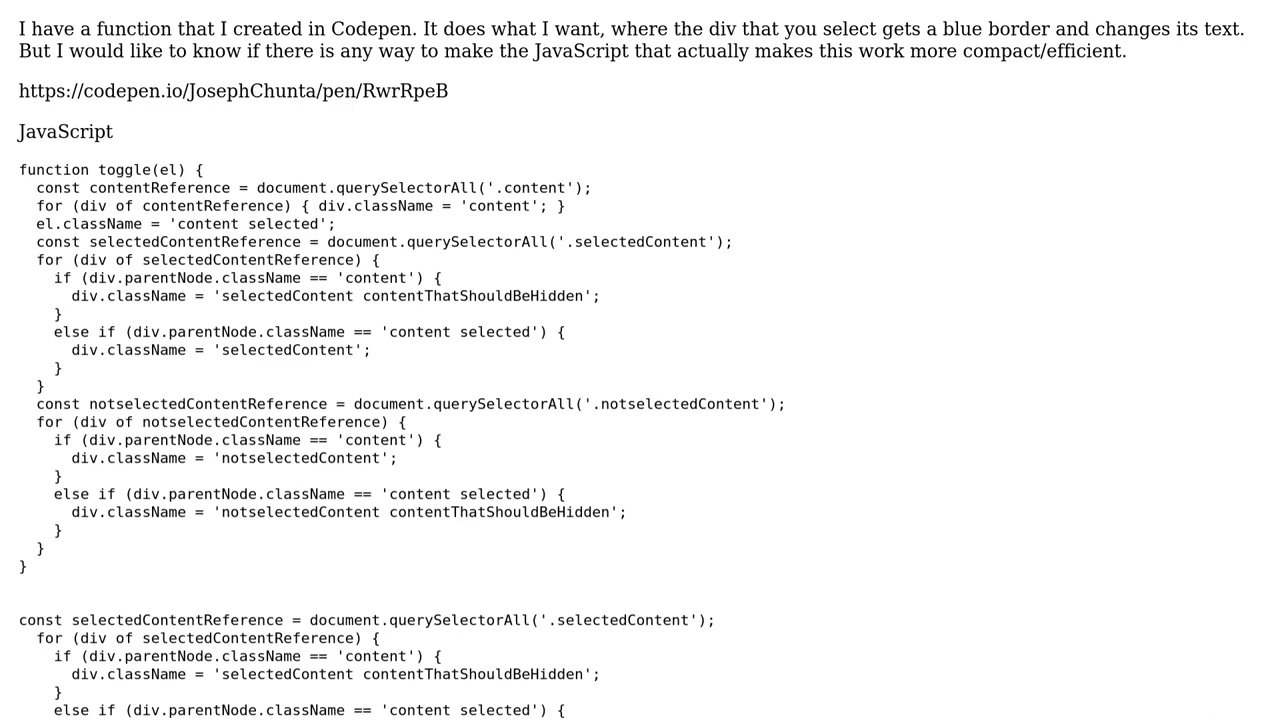 I have a function that I created in Codepen. It does what I want, where the div that you select gets a blue border and changes its text.
But I would like to know if there is any way to make the JavaScript that actually makes this work more compact/efficient.
https://codepen.io/JosephChunta/pen/RwrRpeB
JavaScript
function toggle(el) {
  const contentReference = document.querySelectorAll('.content');
  for (div of contentReference) { div.className = 'content'; }
  el.className = 'content selected';
  const selectedContentReference = document.querySelectorAll('.selectedContent');
  for (div of selectedContentReference) {
    if (div.parentNode.className == 'content') {
      div.className = 'selectedContent contentThatShouldBeHidden';
    }
    else if (div.parentNode.className == 'content selected') {
      div.className = 'selectedContent';
    }
  }
  const notselectedContentReference = document.querySelectorAll('.notselectedContent');
  for (div of notselectedContentReference) {
    if (div.parentNode.className == 'content') {
      div.className = 'notselectedContent';
    }
    else if (div.parentNode.className == 'content selected') {
      div.className = 'notselectedContent contentThatShouldBeHidden';
    }
  }
}
const selectedContentReference = document.querySelectorAll('.selectedContent');
  for (div of selectedContentReference) {
    if (div.parentNode.className == 'content') {
      div.className = 'selectedContent contentThatShouldBeHidden';
    }
    else if (div.parentNode.className == 'content selected') {